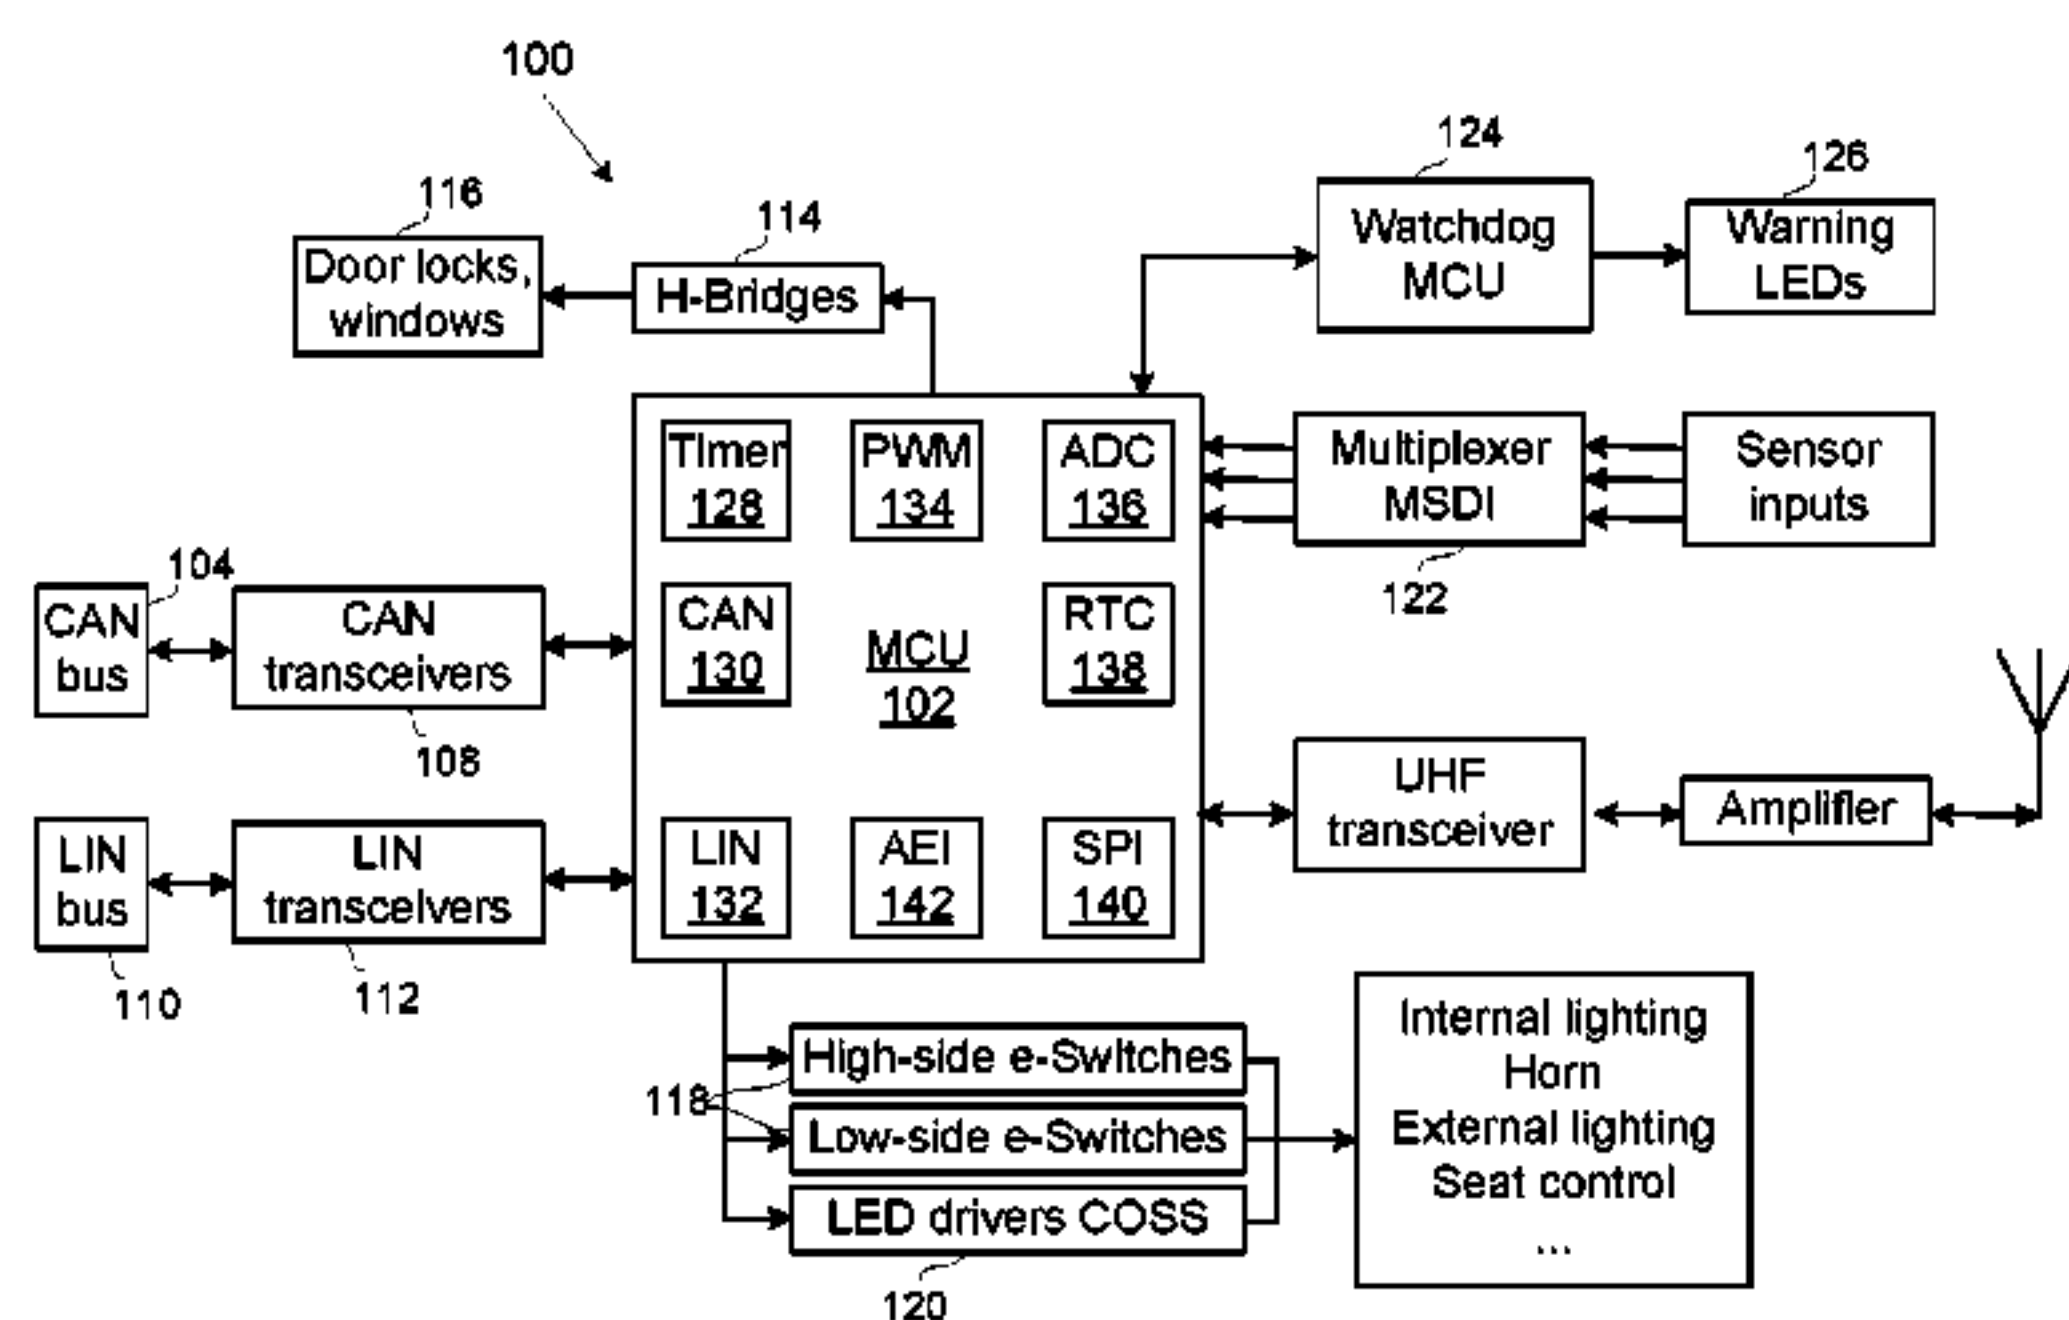 100
116
Door locks,
windows
114
H-Bridges
124
Watchdog
MCU
126
Warning
LEDs
Timer
128
PWM
134
ADC
136
Multiplexer
MSDI
122
Sensor
inputs
104
CAN
bus
CAN
transceivers
108
CAN
130
MCU
102
RTC
138
UHF
transceiver
Amplifier
LIN
bus
110
LIN
transceivers
112
LIN
132
AEI
142
SPI
140
118
High-side e-Switches
Low-side e-Switches
LED drivers COSS
120
Internal lighting
Horn
External lighting
Seat control
...